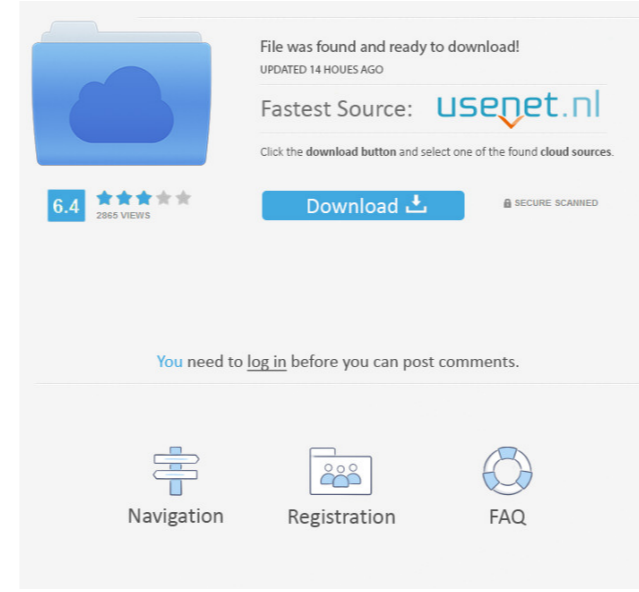 File was found and ready to download!
UPDATED 14 HOUES AGO
Fastest Source: usenet.nl
Click the download button and select one of the found cloud sources.
6.4
2865 VIEWS
Download
SECURE SCANNED
You need to log in before you can post comments.
Navigation Registration FAQ